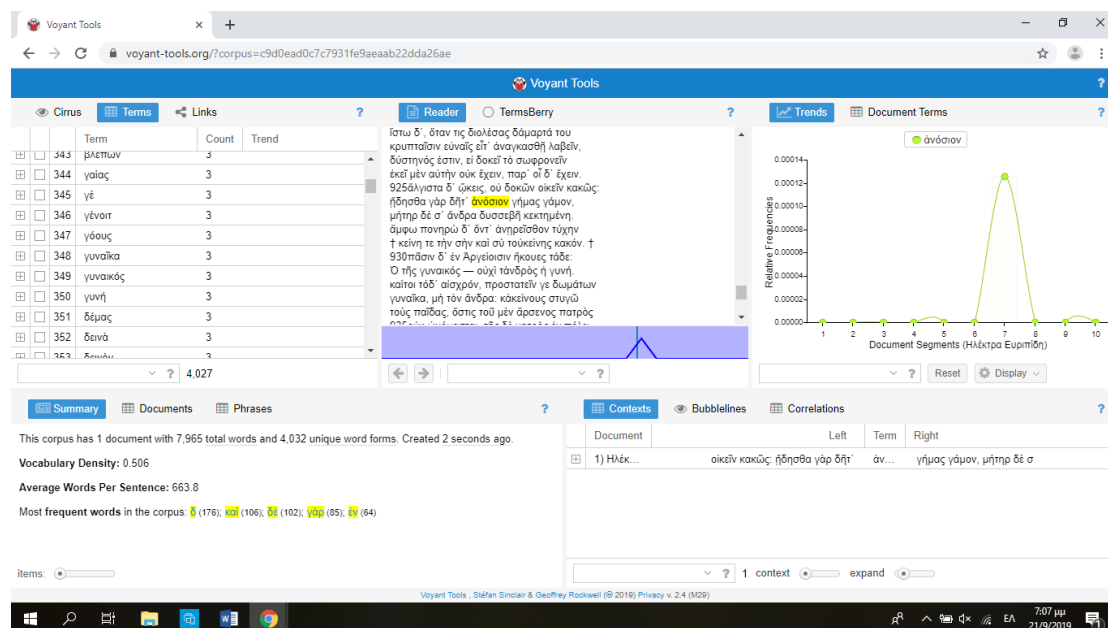 Voyant Tools
voyant-tools.org/?corpus=c9d0ead0c7c7931fe9aeaab22dda26ae
Voyant Tools ?
Cirrus Terms Links ?
Term Count Trend
343 βλέπων 3
344 γαίας 3
345 γέ 3
346 γένοιτ 3
347 γόους 3
348 γυναῖκα 3
349 γυναικός 3
350 γυνή 3
351 δέμας 3
352 δεινὰ 3
353 δεινὸν 3
? 4,027
Reader TermsBerry ?
ἴστω δ᾽, ὅταν τις διολέσας δάμαρτά του
κρυπταῖσιν εὐναῖς εἶτ᾽ ἀναγκασθῇ λαβεῖν,
δύστηνός ἐστιν, εἰ δοκεῖ τὸ σωφρονεῖν
ἐκεῖ μὲν αὐτὴν οὐκ ἔχειν, παρ᾽ οἷ δ᾽ ἔχειν.
925ἄλγιστα δ᾽ ᾤκεις, οὐ δοκῶν οἰκεῖν κακῶς:
ᾔδησθα γὰρ δῆτ᾽ ἀνόσιον γήμας γάμον,
μήτηρ δὲ σ᾽ ἄνδρα δυσσεβῆ κεκτημένη.
ἄμφω πονηρὼ δ᾽ ὄντ᾽ ἀνῃρεῖσθον τύχην
† κείνη τε τὴν σὴν καὶ σὺ τοὐκείνης κακόν. †
930πᾶσιν δ᾽ ἐν Ἀργείοισιν ἤκουες τάδε:
Ὁ τῆς γυναικός — οὐχὶ τἀνδρὸς ἡ γυνή.
καίτοι τόδ᾽ αἰσχρόν, προστατεῖν γε δωμάτων
γυναῖκα, μὴ τὸν ἄνδρα: κἀκείνους στυγῶ
τοὺς παῖδας, ὅστις τοῦ μὲν ἄρσενος πατρὸς
?
Trends Document Terms ?
ἀνόσιον
0.00014
0.00012
0.00010
0.00008
0.00006
0.00004
0.00002
0.00000
Relative Frequencies
1 2 3 4 5 6 7 8 9 10
Document Segments (Ηλέκτρα Ευριπίδη)
? Reset Display
Summary Documents Phrases ?
This corpus has 1 document with 7,965 total words and 4,032 unique word forms. Created 2 seconds ago.
Vocabulary Density: 0.506
Average Words Per Sentence: 663.8
Most frequent words in the corpus: δ (176); καὶ (106); δὲ (102); γὰρ (85); ἐν (64)
items:
Contexts Bubblelines Correlations ?
Document Left Term Right
1) Ηλέκ... οἰκεῖν κακῶς: ᾔδησθα γὰρ δῆτ᾽ ἀν... γήμας γάμον, μήτηρ δὲ σ
? 1 context expand
Voyant Tools , Stéfan Sinclair & Geoffrey Rockwell (© 2019) Privacy v. 2.4 (M29)
ΕΛ
7:07 μμ
21/9/2019